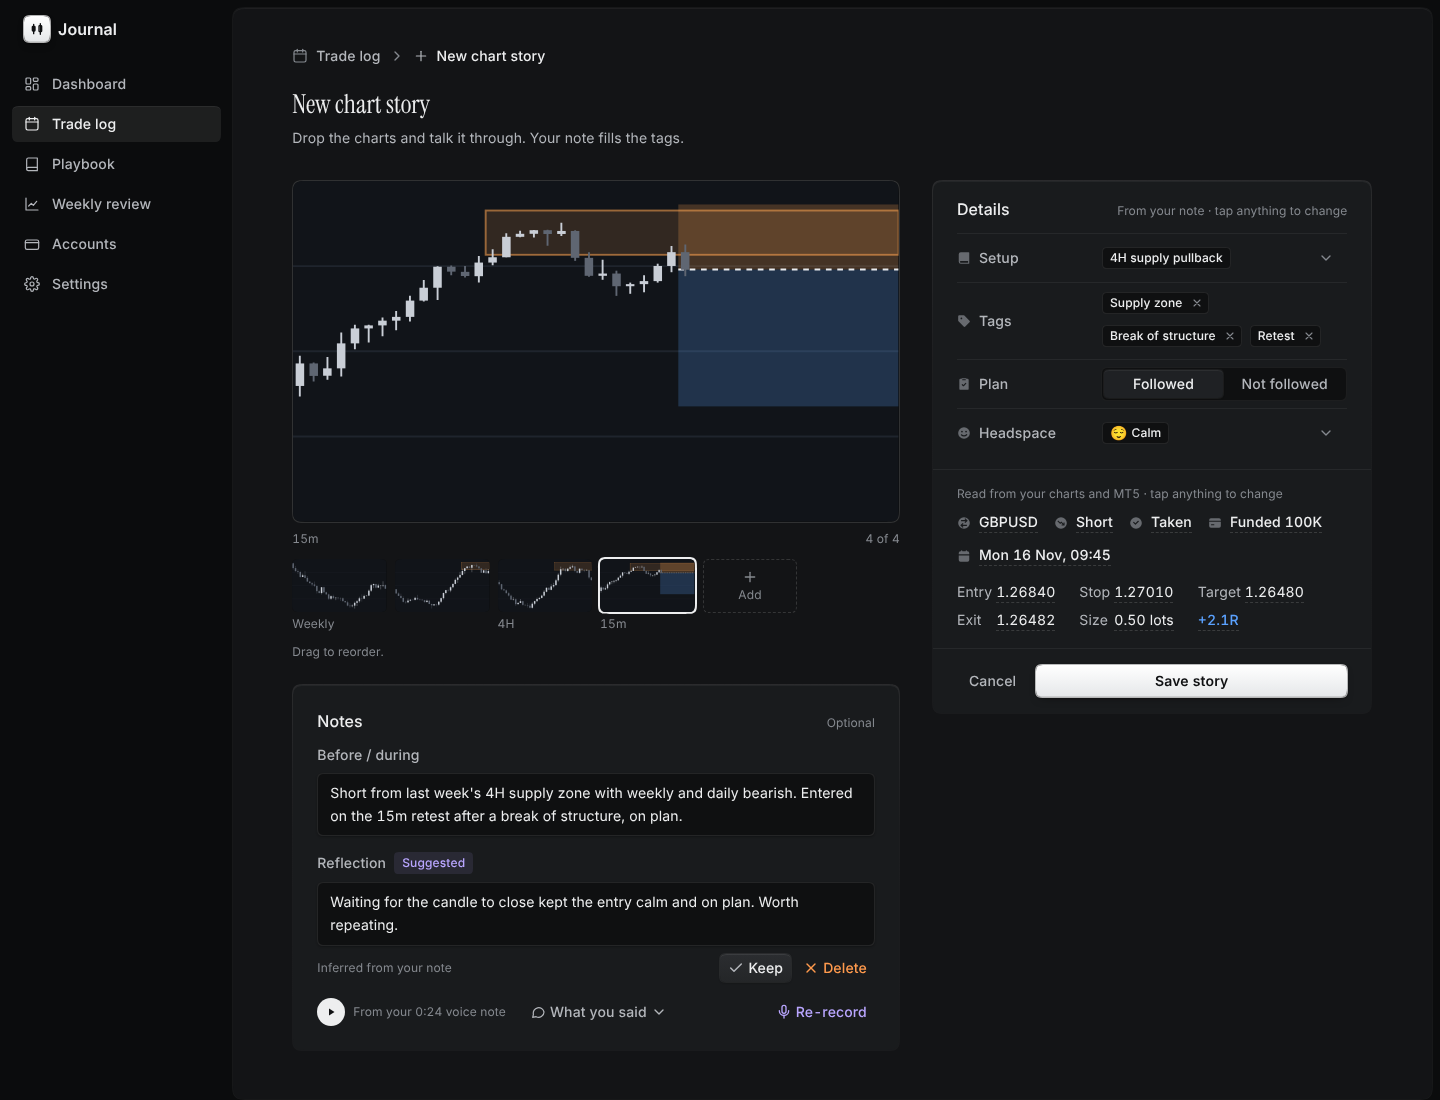 Journal
Dashboard
Trade log
Playbook
Weekly review
Accounts
Settings
Trade log
New chart story
New chart story
Drop the charts and talk it through. Your note fills the tags.
15m
4 of 4
Add
Weekly
4H
15m
Drag to reorder.
Notes
Optional
Before / during
Short from last week's 4H supply zone with weekly and daily bearish. Entered
on the 15m retest after a break of structure, on plan.
Reflection
Suggested
Waiting for the candle to close kept the entry calm and on plan. Worth
repeating.
Inferred from your note
Keep
Delete
From your 0:24 voice note
What you said
Re-record
Details
From your note · tap anything to change
Setup
4H supply pullback
Tags
Supply zone
Break of structure
Retest
Plan
Followed
Not followed
Headspace
Calm
Read from your charts and MT5 · tap anything to change
GBPUSD
Short
Taken
Funded 100K
Mon 16 Nov, 09:45
Entry 1.26840
Stop 1.27010
Target 1.26480
Exit 1.26482
Size 0.50 lots
+2.1R
Cancel
Save story